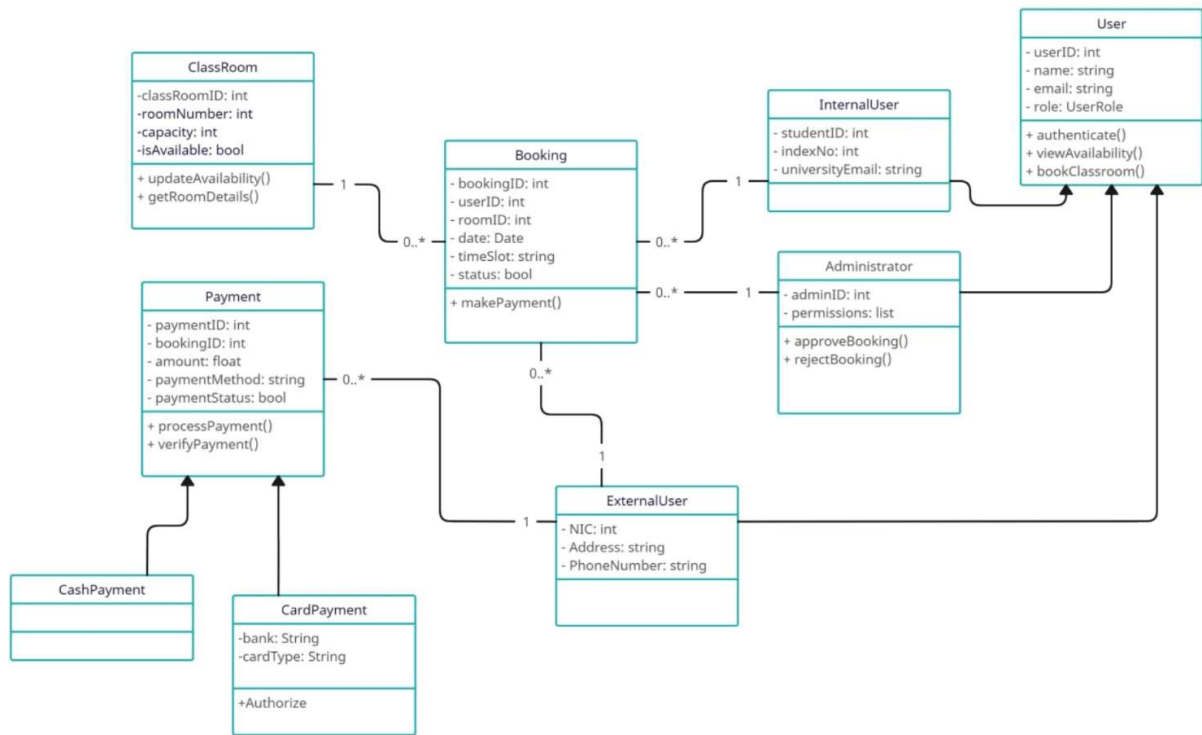 User
- userID: int
- name: string
- email: string
- role: UserRole
+ authenticate()
+ viewAvailability()
+ bookClassroom()
ClassRoom
-classRoomID: int
-roomNumber: int
-capacity: int
-isAvailable: bool
+ updateAvailability()
+ getRoomDetails()
1
0..*
Booking
- bookingID: int
- userID: int
- roomID: int
- date: Date
- timeSlot: string
- status: bool
+ makePayment()
InternalUser
- studentID: int
- indexNo: int
- universityEmail: string
1
0..*
0..*
1
Administrator
- adminID: int
- permissions: list
+ approveBooking()
+ rejectBooking()
Payment
- paymentID: int
- bookingID: int
- amount: float
- paymentMethod: string
- paymentStatus: bool
+ processPayment()
+ verifyPayment()
0..*
0..*
1
1
ExternalUser
- NIC: int
- Address: string
- PhoneNumber: string
CashPayment
CardPayment
-bank: String
-cardType: String
+Authorize